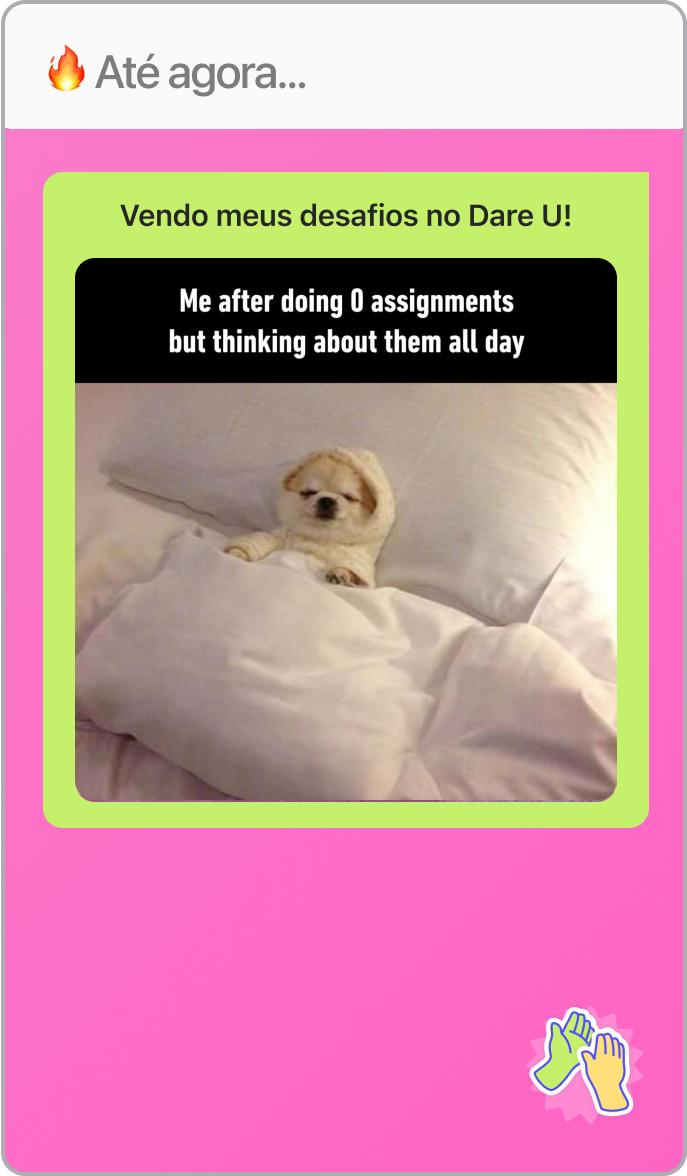 🔥 Até agora...
Vendo meus desafios no Dare U!
Me after doing 0 assignments
but thinking about them all day